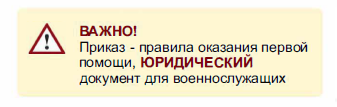 ВАЖНО!
Приказ - правила оказания первой
помощи, ЮРИДИЧЕСКИЙ
документ для военнослужащих